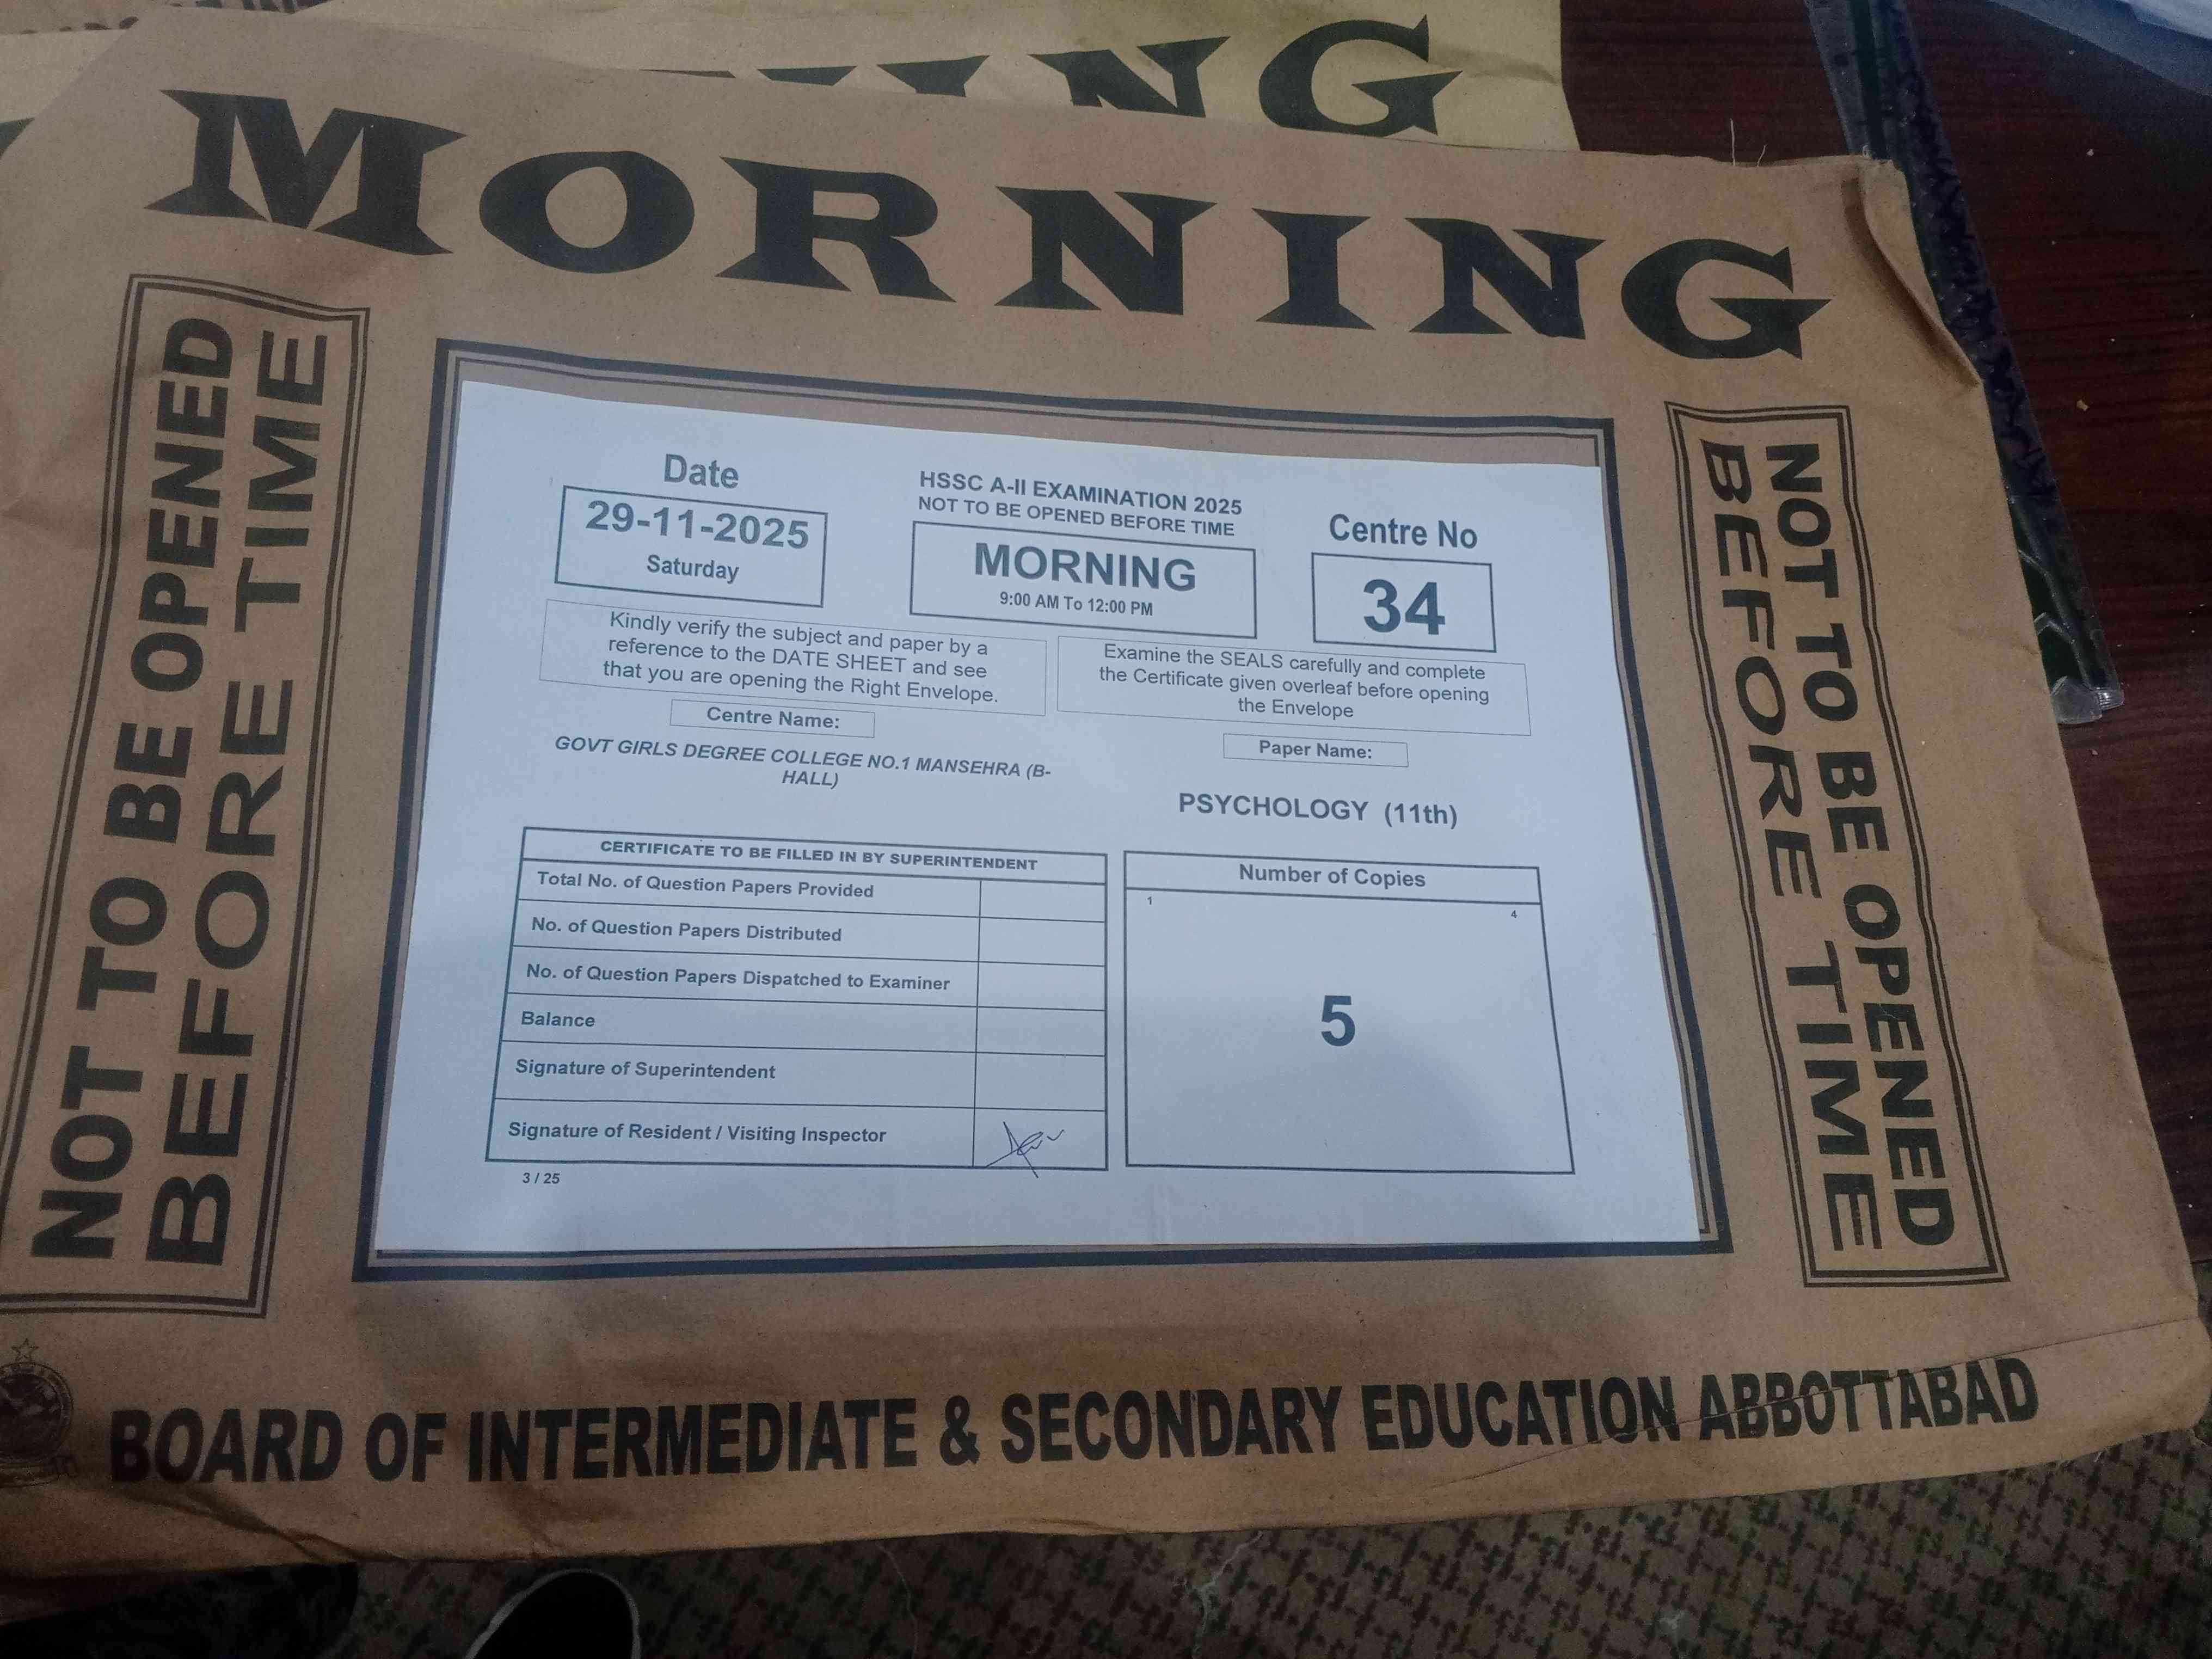 NING
MORNING
NOT TO BE OPENED
BEFORE TIME
Date
29-11-2025
Saturday
HSSC A-II EXAMINATION 2025
NOT TO BE OPENED BEFORE TIME
MORNING
9:00 AM To 12:00 PM
Centre No
34
Kindly verify the subject and paper by a
reference to the DATE SHEET and see
that you are opening the Right Envelope.
Examine the SEALS carefully and complete
the Certificate given overleaf before opening
the Envelope
Centre Name:
GOVT GIRLS DEGREE COLLEGE NO.1 MANSEHRA (B-
HALL)
Paper Name:
PSYCHOLOGY (11th)
CERTIFICATE TO BE FILLED IN BY SUPERINTENDENT
Total No. of Question Papers Provided
No. of Question Papers Distributed
No. of Question Papers Dispatched to Examiner
Balance
Signature of Superintendent
Signature of Resident / Visiting Inspector
3 / 25
Number of Copies
1 4
5
NOT TO BE OPENED
BEFORE TIME
BOARD OF INTERMEDIATE & SECONDARY EDUCATION ABBOTTABAD